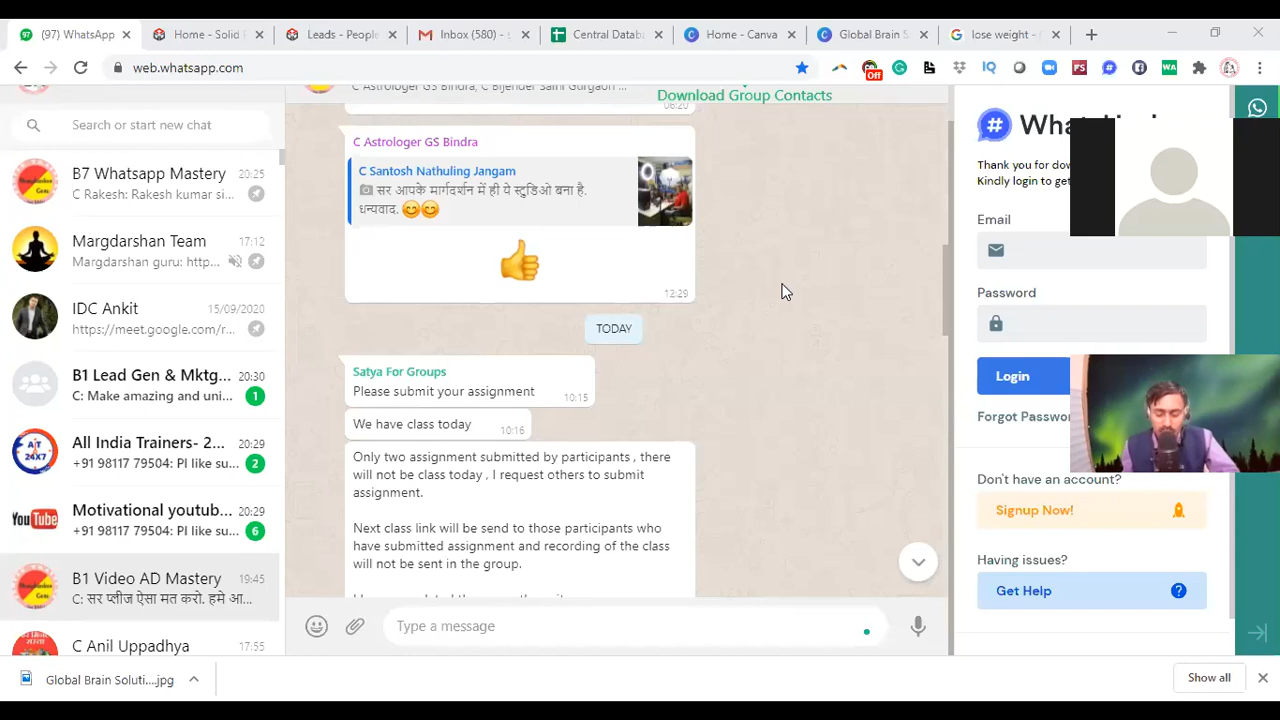 (97) WhatsApp
Home - Solid
Leads - People
Inbox (580) -
Central Datab
Home - Canva
Global Brain S
lose weight -
web.whatsapp.com
Off
C Astrologer GS Bindra, C Bijender Saini Gurgaon ...
Download Group Contacts
06:20
Search or start new chat
B7 Whatsapp Mastery 20:25
C Rakesh: Rakesh kumar si...
Margdarshan Team 17:12
Margdarshan guru: http...
IDC Ankit 15/09/2020
https://meet.google.com/r...
B1 Lead Gen & Mktg... 20:30
C: Make amazing and uni... 1
All India Trainers- 2... 20:29
+91 98117 79504: Pl like su... 2
Motivational youtub... 20:29
+91 98117 79504: Pl like su... 6
B1 Video AD Mastery 19:45
C: सर प्लीज ऐसा मत करो. हमे आ...
C Anil Uppadhya 17:55
C Astrologer GS Bindra
C Santosh Nathuling Jangam
सर आपके मार्गदर्शन में ही ये स्टुडिओ बना है.
धन्यवाद.
12:29
TODAY
Satya For Groups
Please submit your assignment 10:15
We have class today 10:16
Only two assignment submitted by participants , there
will not be class today , I request others to submit
assignment.
Next class link will be send to those participants who
have submitted assignment and recording of the class
will not be sent in the group.
Type a message
Thank you for dow
Kindly login to get
Email
Password
Login
Forgot Passwor
Don't have an account?
Signup Now!
Having issues?
Get Help
Global Brain Soluti....jpg
Show all